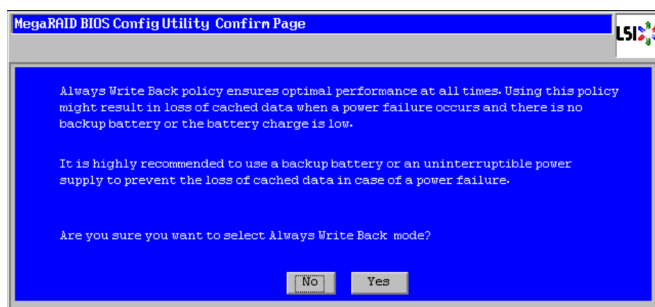 MegaRAID BIOS Config Utility Confirm Page
LSI
Always Write Back policy ensures optimal performance at all times. Using this policy
might result in loss of cached data when a power failure occurs and there is no
backup battery or the battery charge is low.
It is highly recommended to use a backup battery or an uninterruptible power
supply to prevent the loss of cached data in case of a power failure.
Are you sure you want to select Always Write Back mode?
No
Yes